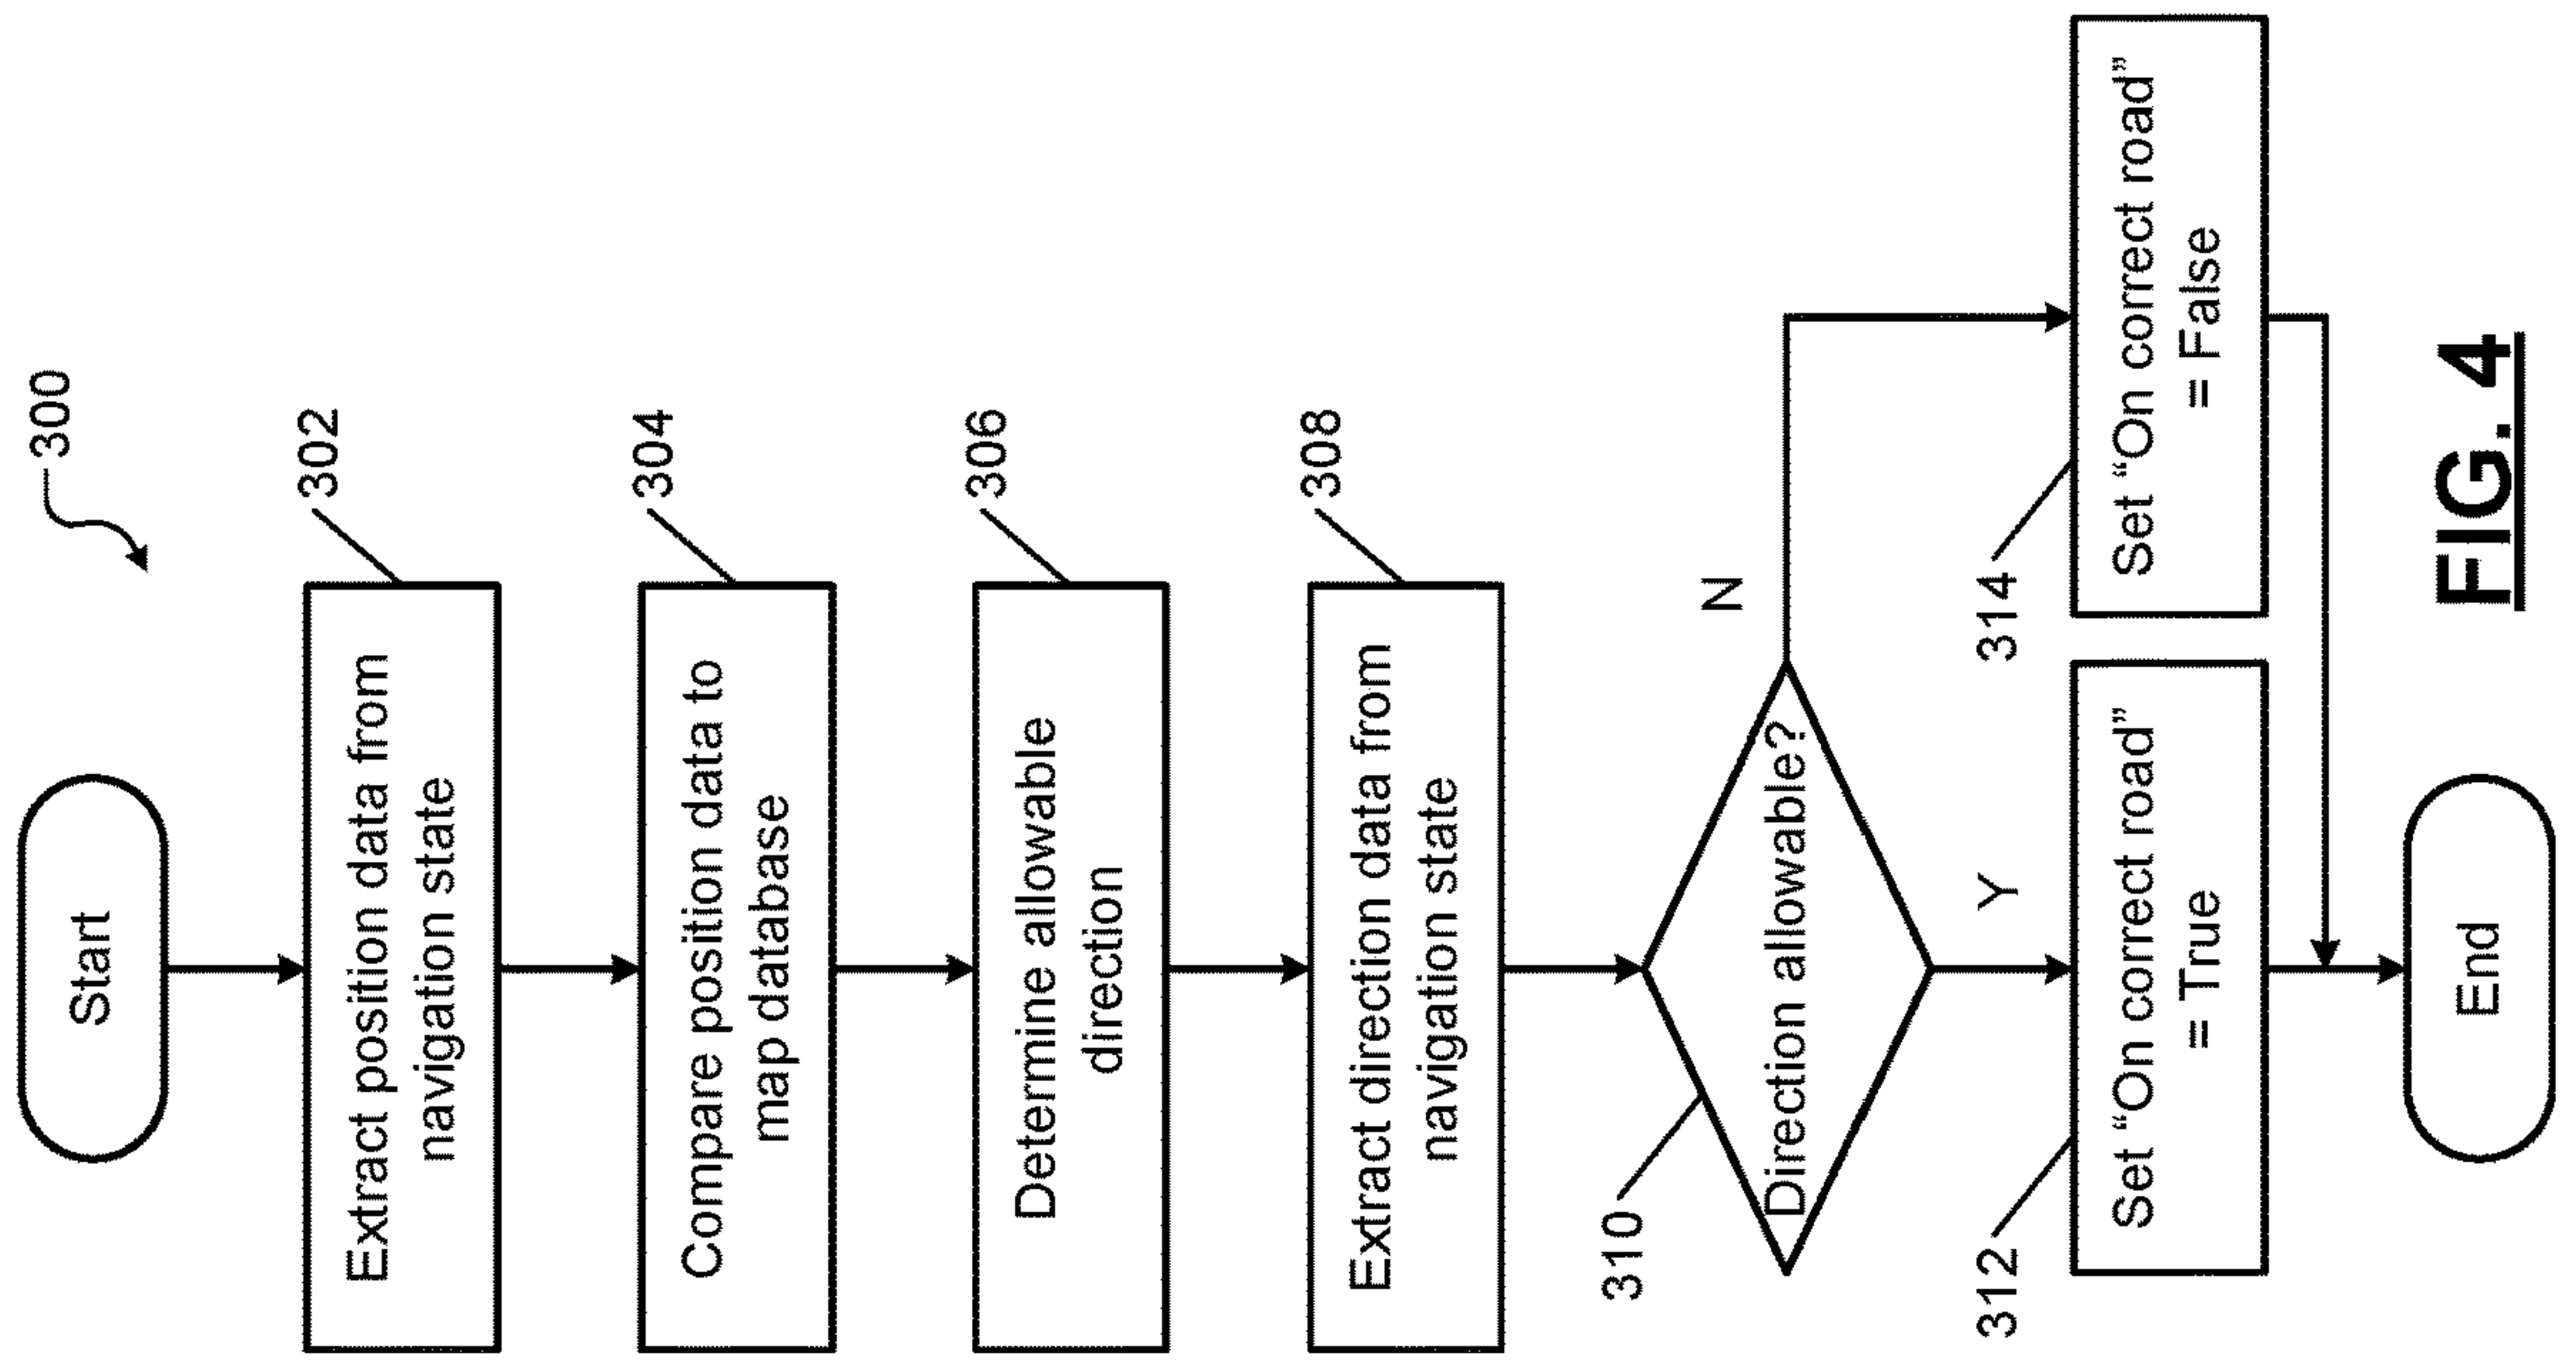 300
Start
302
Extract position data from
navigation state
304
Compare position data to
map database
306
Determine allowable
direction
308
Extract direction data from
navigation state
310
Direction allowable?
N
Y
312
Set “On correct road”
= True
314
Set “On correct road”
= False
End
FIG. 4